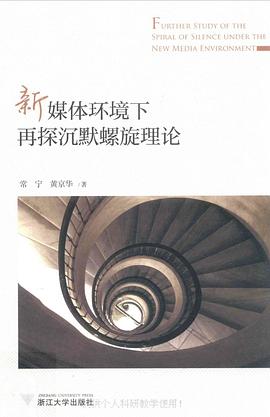 FURTHER STUDY OF THE
SPIRAL OF SILENCE UNDER THE
NEW MEDIA ENVIRONMENT
新媒体环境下
再探沉默螺旋理论
常 宁 黄京华/著
ZHEJIANG UNIVERSITY PRESS
浙江大学出版社
供个人科研教学使用!